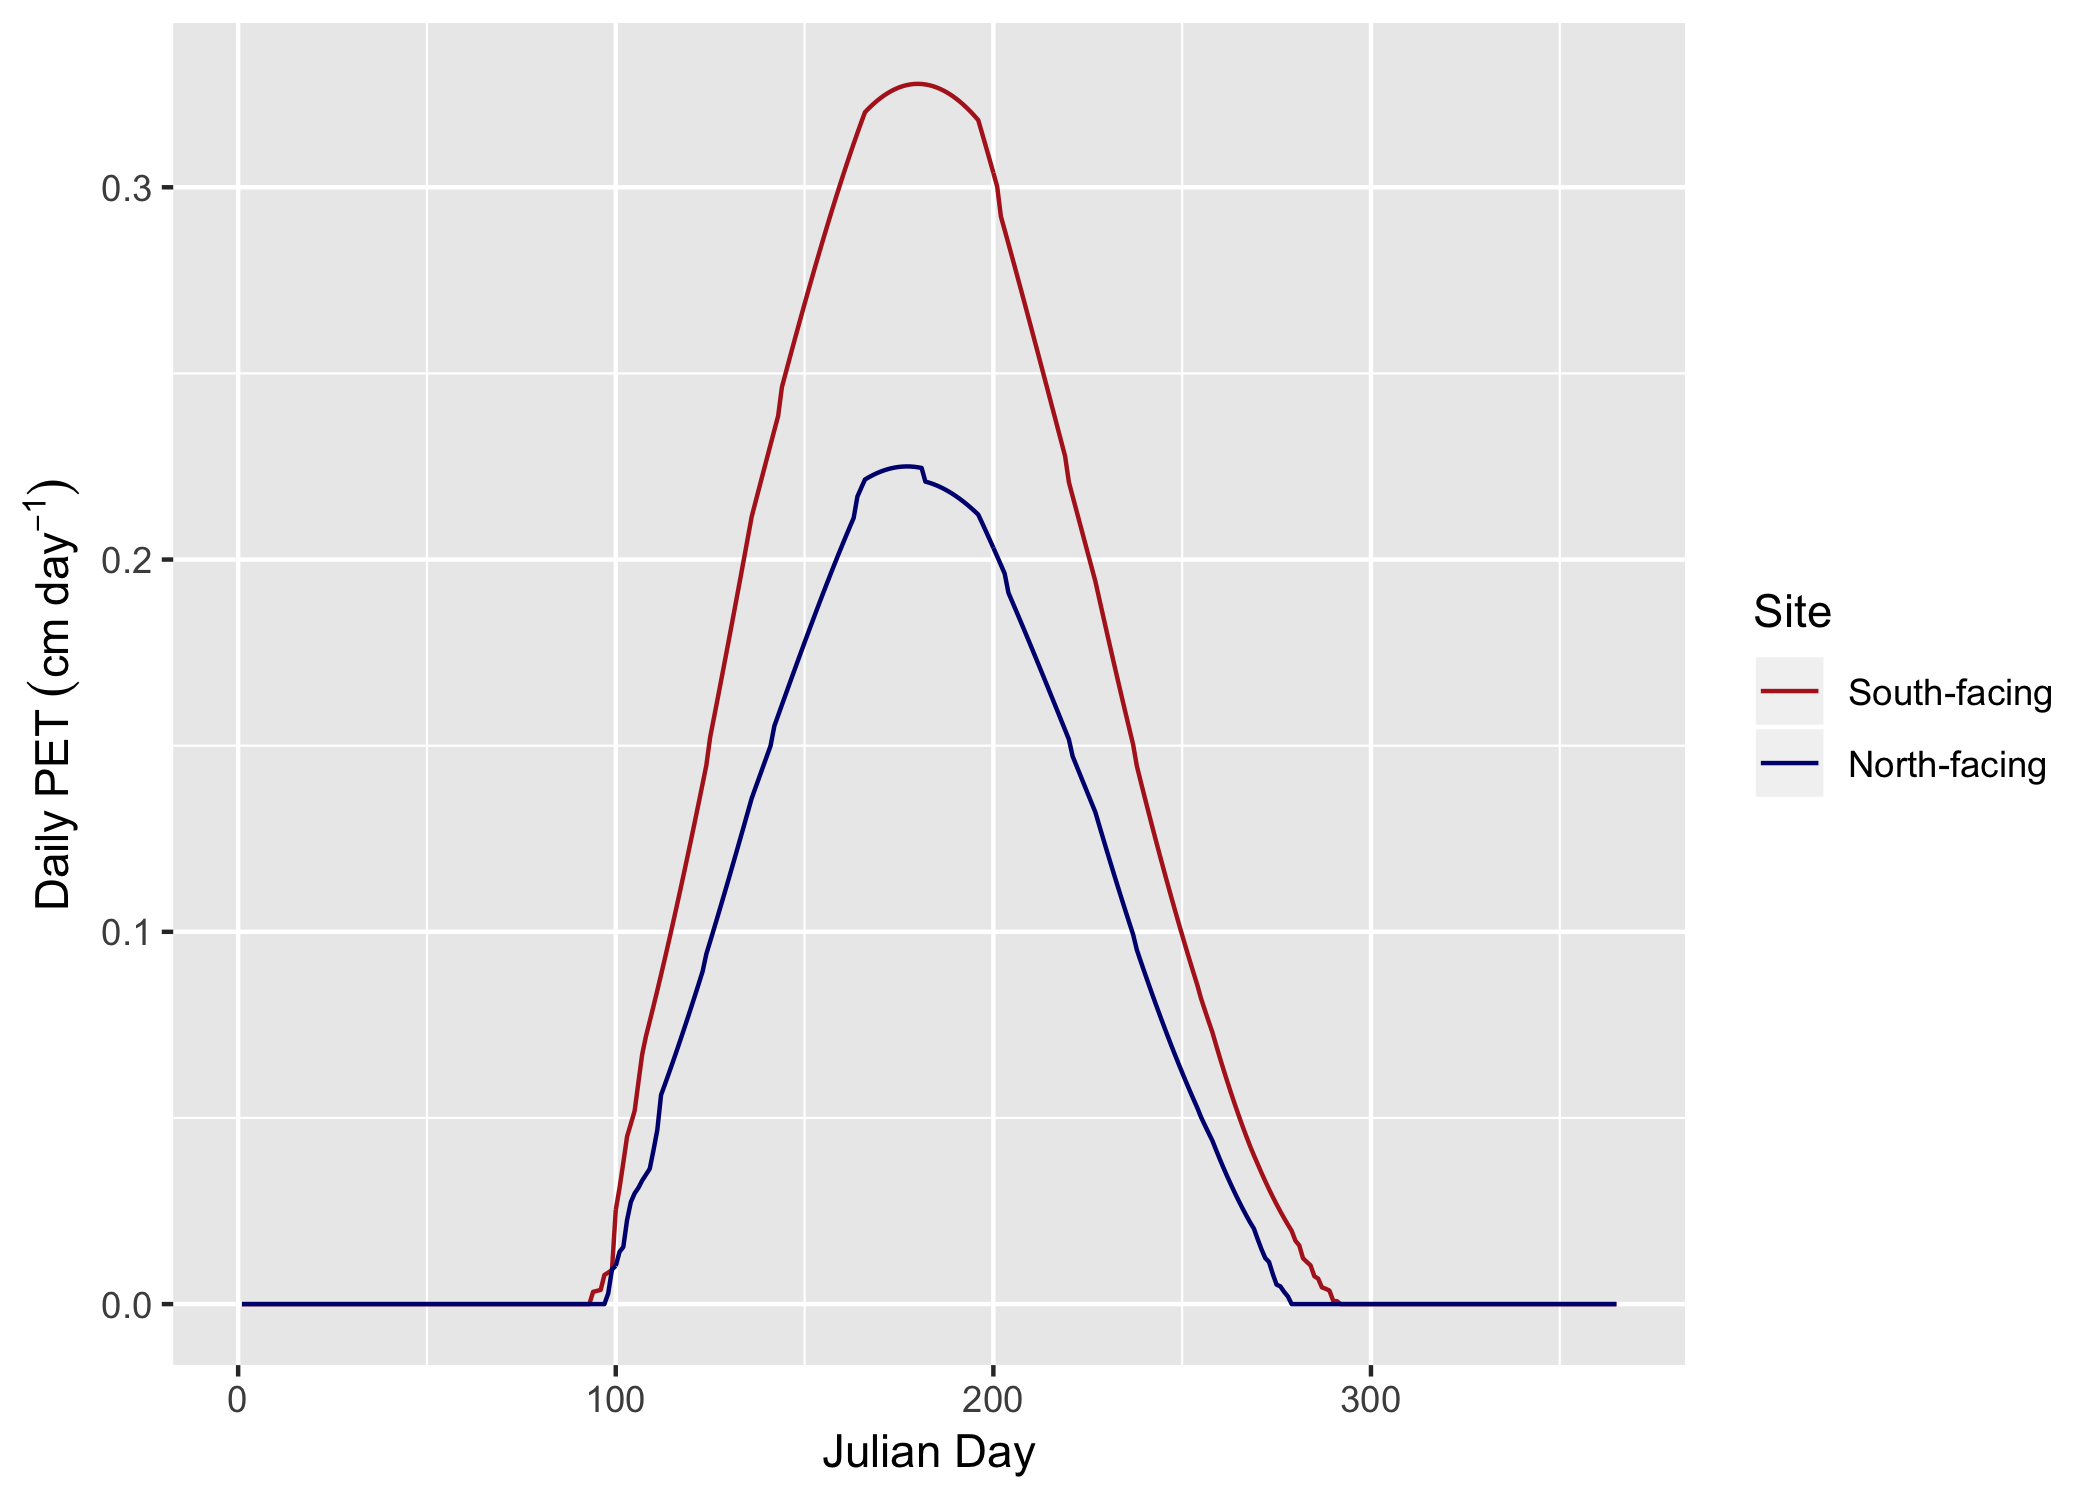 Daily PET (cm day⁻¹)
0.3
0.2
0.1
0.0
0
100
200
300
Julian Day
Site
South-facing
North-facing